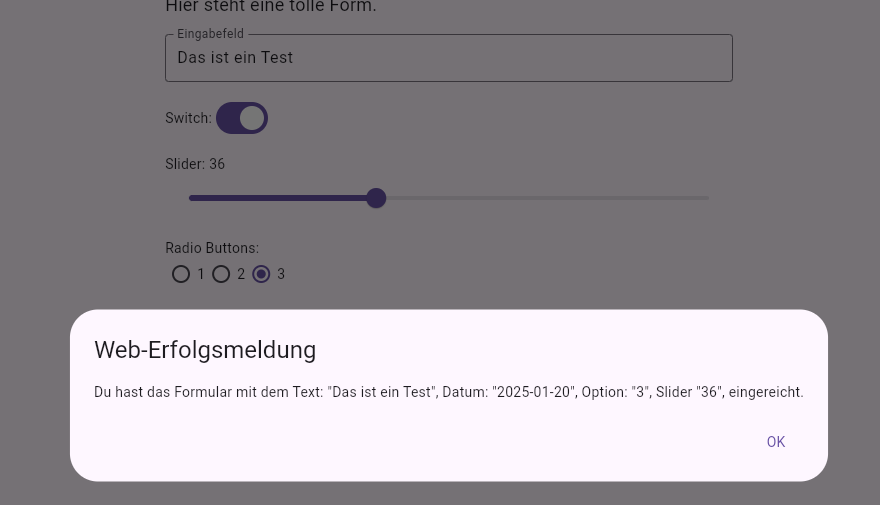 Hier steht eine tolle Form.
Eingabefeld
Das ist ein Test
Switch:
Slider: 36
Radio Buttons:
1 2 3
Web-Erfolgsmeldung
Du hast das Formular mit dem Text: "Das ist ein Test", Datum: "2025-01-20", Option: "3", Slider "36", eingereicht.
OK